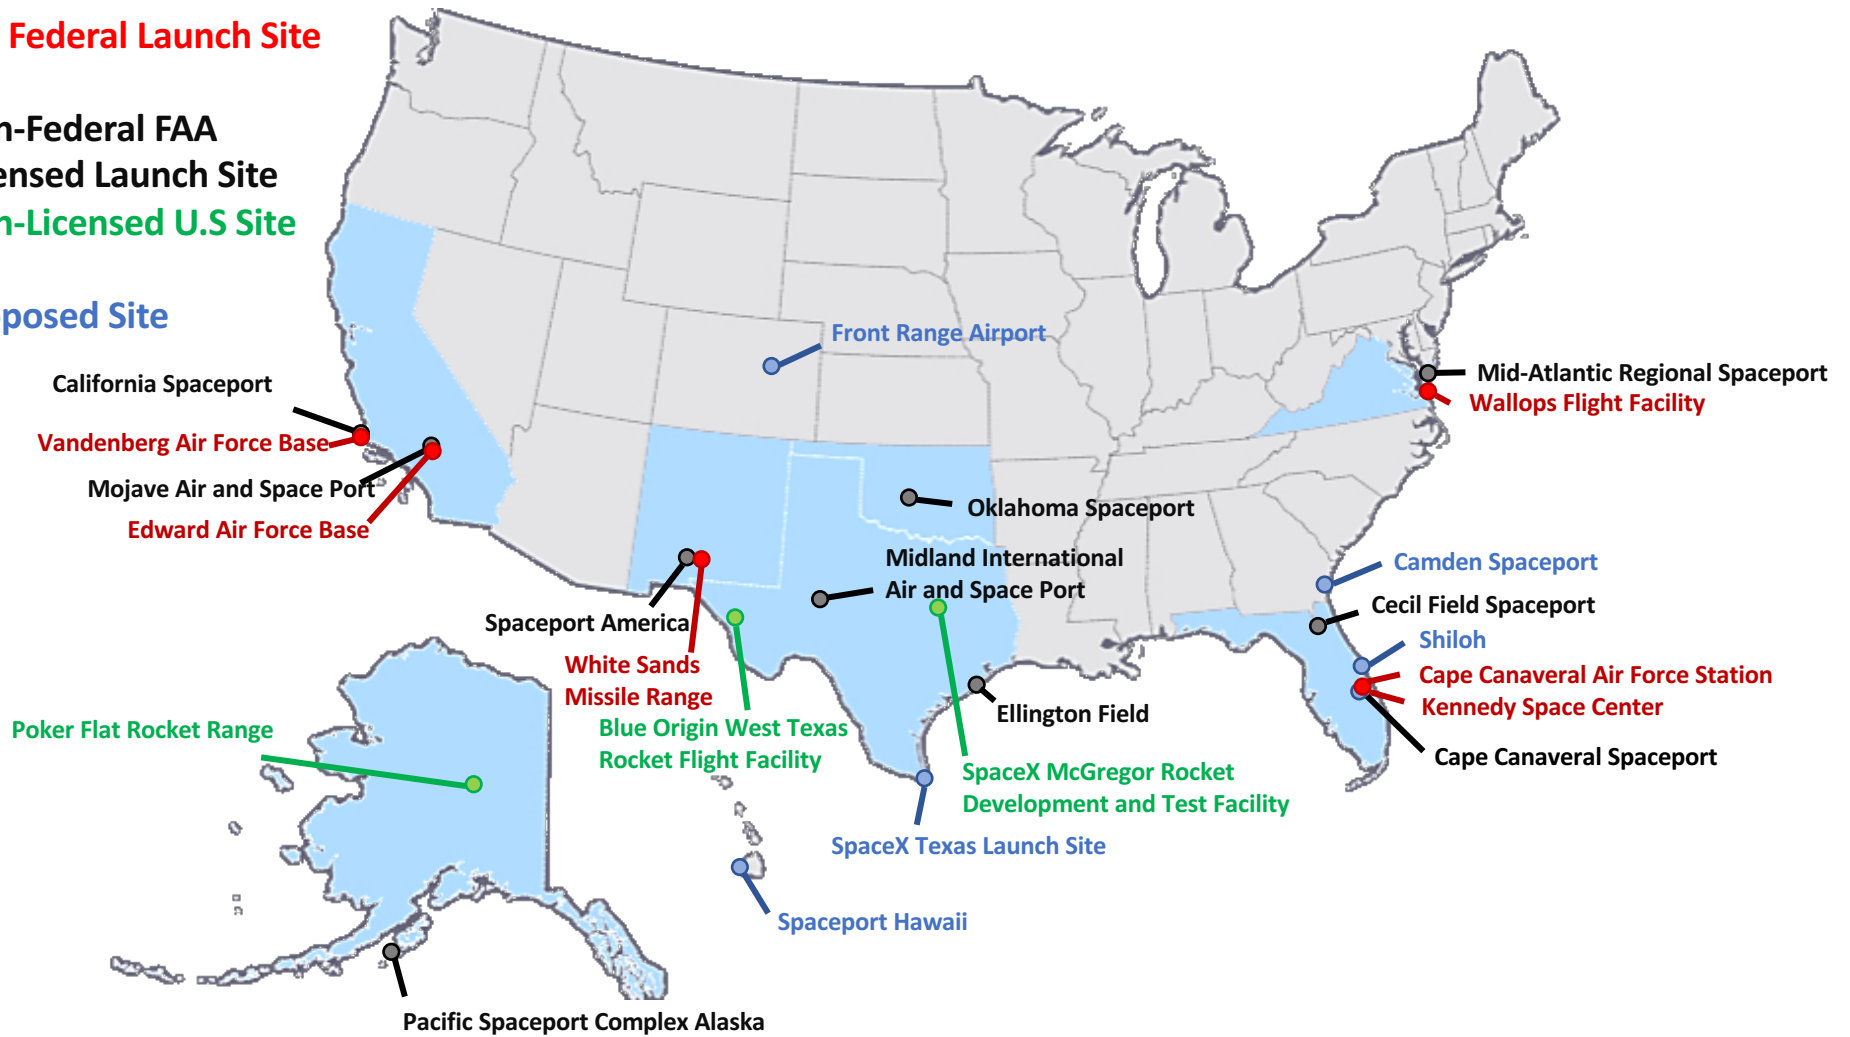 Federal Launch Site
n-Federal FAA
ensed Launch Site
n-Licensed U.S Site
posed Site
Front Range Airport
California Spaceport
Vandenberg Air Force Base
Mojave Air and Space Port
Edward Air Force Base
Mid-Atlantic Regional Spaceport
Wallops Flight Facility
Oklahoma Spaceport
Midland International
Air and Space Port
Camden Spaceport
Cecil Field Spaceport
Shiloh
Cape Canaveral Air Force Station
Kennedy Space Center
Cape Canaveral Spaceport
Spaceport America
White Sands
Missile Range
Blue Origin West Texas
Rocket Flight Facility
Ellington Field
SpaceX McGregor Rocket
Development and Test Facility
SpaceX Texas Launch Site
Poker Flat Rocket Range
Spaceport Hawaii
Pacific Spaceport Complex Alaska